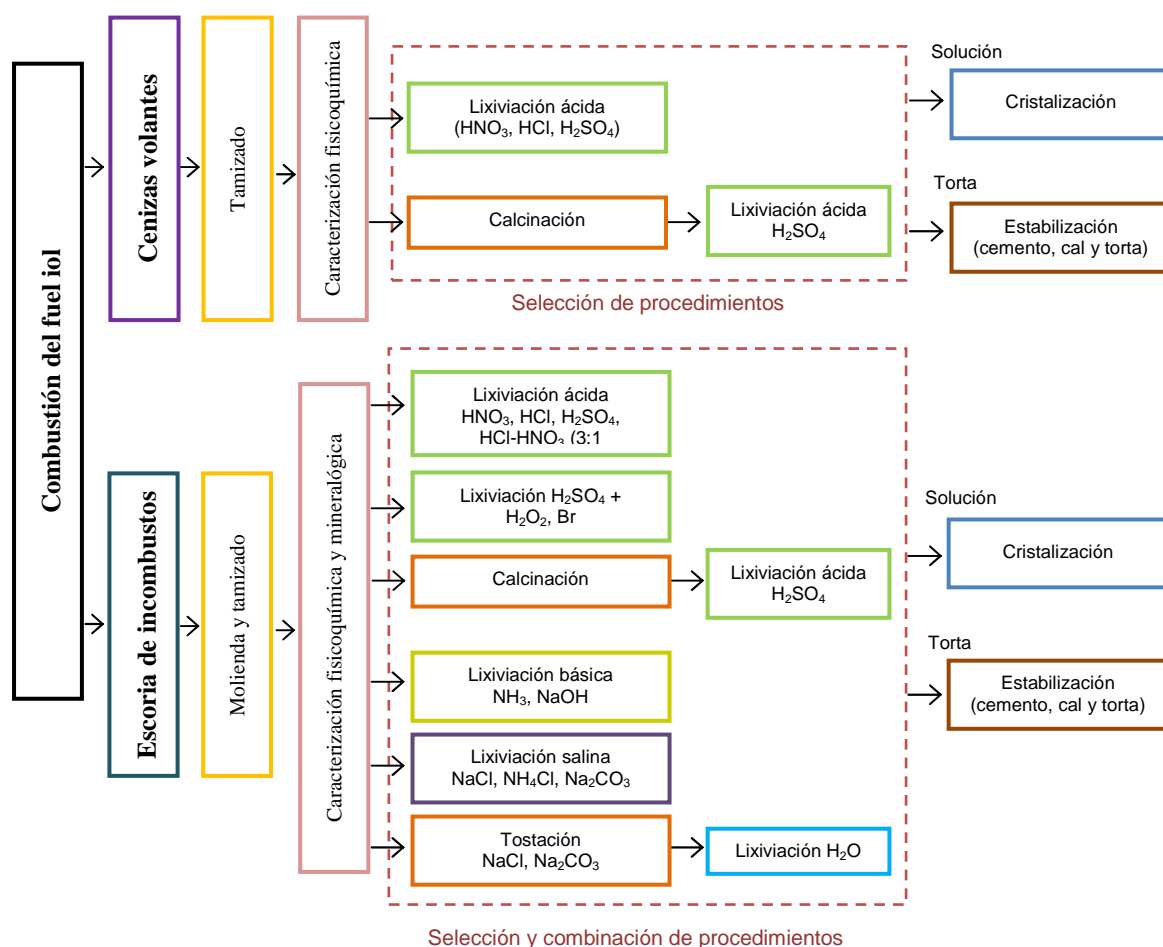 Combustión del fuel iol
Cenizas volantes
Tamizado
Caracterización fisicoquímica
Lixiviación ácida
(HNO₃, HCl, H₂SO₄)
Calcinación
Lixiviación ácida
H₂SO₄
Selección de procedimientos
Solución
Cristalización
Torta
Estabilización
(cemento, cal y torta)
Escoria de incombustos
Molienda y tamizado
Caracterización fisicoquímica y mineralógica
Lixiviación ácida
HNO₃, HCl, H₂SO₄,
HCl-HNO₃ (3:1
Lixiviación H₂SO₄ +
H₂O₂, Br
Calcinación
Lixiviación ácida
H₂SO₄
Lixiviación básica
NH₃, NaOH
Lixiviación salina
NaCl, NH₄Cl, Na₂CO₃
Tostación
NaCl, Na₂CO₃
Lixiviación H₂O
Solución
Cristalización
Torta
Estabilización
(cemento, cal y torta)
Selección y combinación de procedimientos